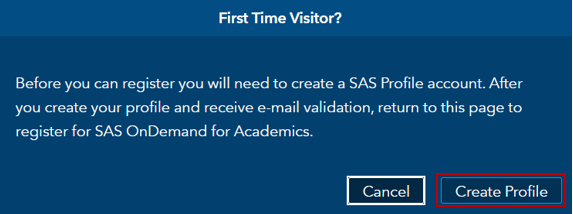 First Time Visitor?
Before you can register you will need to create a SAS Profile account. After
you create your profile and receive e-mail validation, return to this page to
register for SAS OnDemand for Academics.
Cancel Create Profile